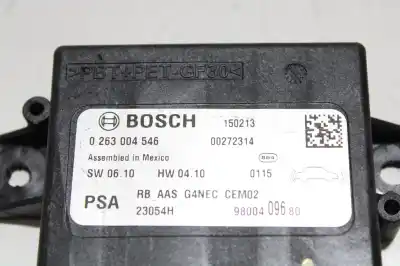 >PBT+PET-GF30<
BOSCH 150213
0 263 004 546 00272314
Assembled in Mexico 864
SW 06.10 HW 04.10 0115
PSA RB AAS G4NEC CEM02
23054H 98004 096 80